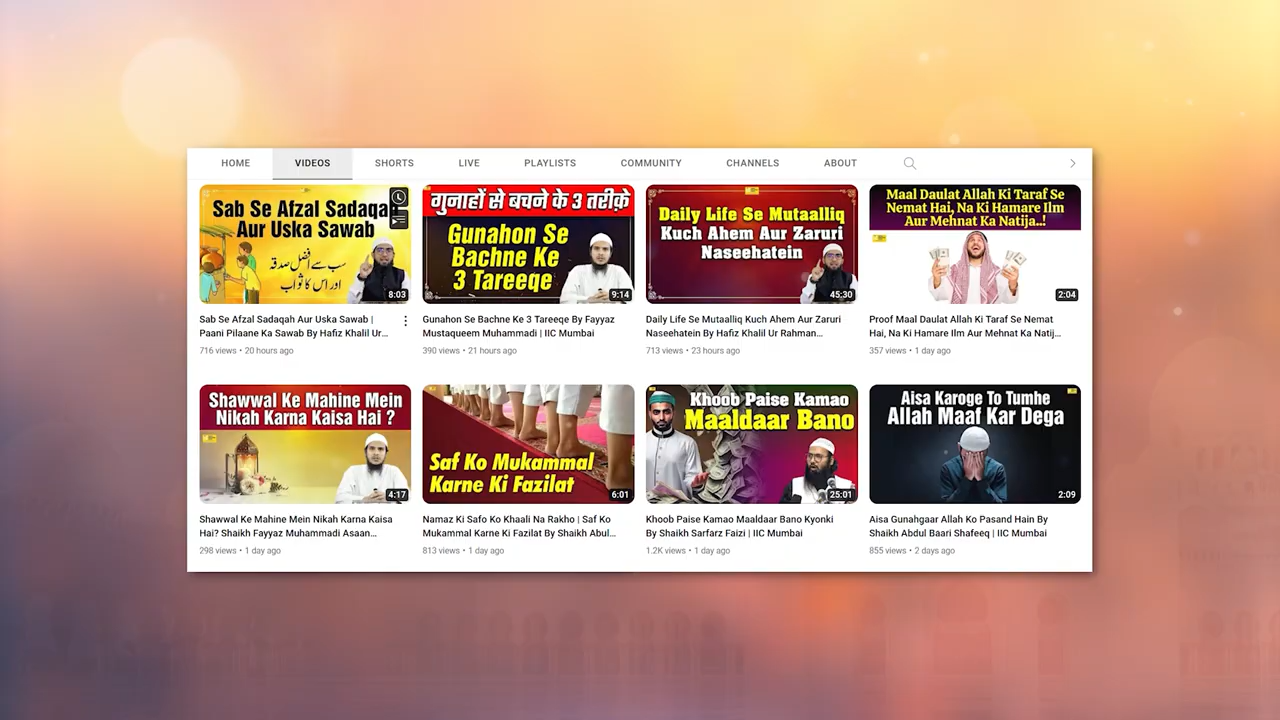 HOME VIDEOS SHORTS LIVE PLAYLISTS COMMUNITY CHANNELS ABOUT
Sab Se Afzal Sadaqa
Aur Uska Sawab
سب سے افضل صدقہ
اور اس کا ثواب
8:03
Sab Se Afzal Sadaqah Aur Uska Sawab |
Paani Pilaane Ka Sawab By Hafiz Khalil Ur...
716 views • 20 hours ago
गुनाहों से बचने के 3 तरीक़े
Gunahon Se
Bachne Ke
3 Tareeqe
9:14
Gunahon Se Bachne Ke 3 Tareeqe By Fayyaz
Mustaqueem Muhammadi | IIC Mumbai
390 views • 21 hours ago
Daily Life Se Mutaalliq
Kuch Ahem Aur Zaruri
Naseehatein
45:30
Daily Life Se Mutaalliq Kuch Ahem Aur Zaruri
Naseehatein By Hafiz Khalil Ur Rahman...
713 views • 23 hours ago
Maal Daulat Allah Ki Taraf Se
Nemat Hai, Na Ki Hamare Ilm
Aur Mehnat Ka Natija..!
2:04
Proof Maal Daulat Allah Ki Taraf Se Nemat
Hai, Na Ki Hamare Ilm Aur Mehnat Ka Natij...
357 views • 1 day ago
Shawwal Ke Mahine Mein
Nikah Karna Kaisa Hai ?
4:17
Shawwal Ke Mahine Mein Nikah Karna Kaisa
Hai? Shaikh Fayyaz Muhammadi Asaan...
298 views • 1 day ago
Saf Ko Mukammal
Karne Ki Fazilat
6:01
Namaz Ki Safo Ko Khaali Na Rakho | Saf Ko
Mukammal Karne Ki Fazilat By Shaikh Abul...
813 views • 1 day ago
Khoob Paise Kamao
Maaldaar Bano
25:01
Khoob Paise Kamao Maaldaar Bano Kyonki
By Shaikh Sarfarz Faizi | IIC Mumbai
1.2K views • 1 day ago
Aisa Karoge To Tumhe
Allah Maaf Kar Dega
2:09
Aisa Gunahgaar Allah Ko Pasand Hain By
Shaikh Abdul Baari Shafeeq | IIC Mumbai
855 views • 2 days ago